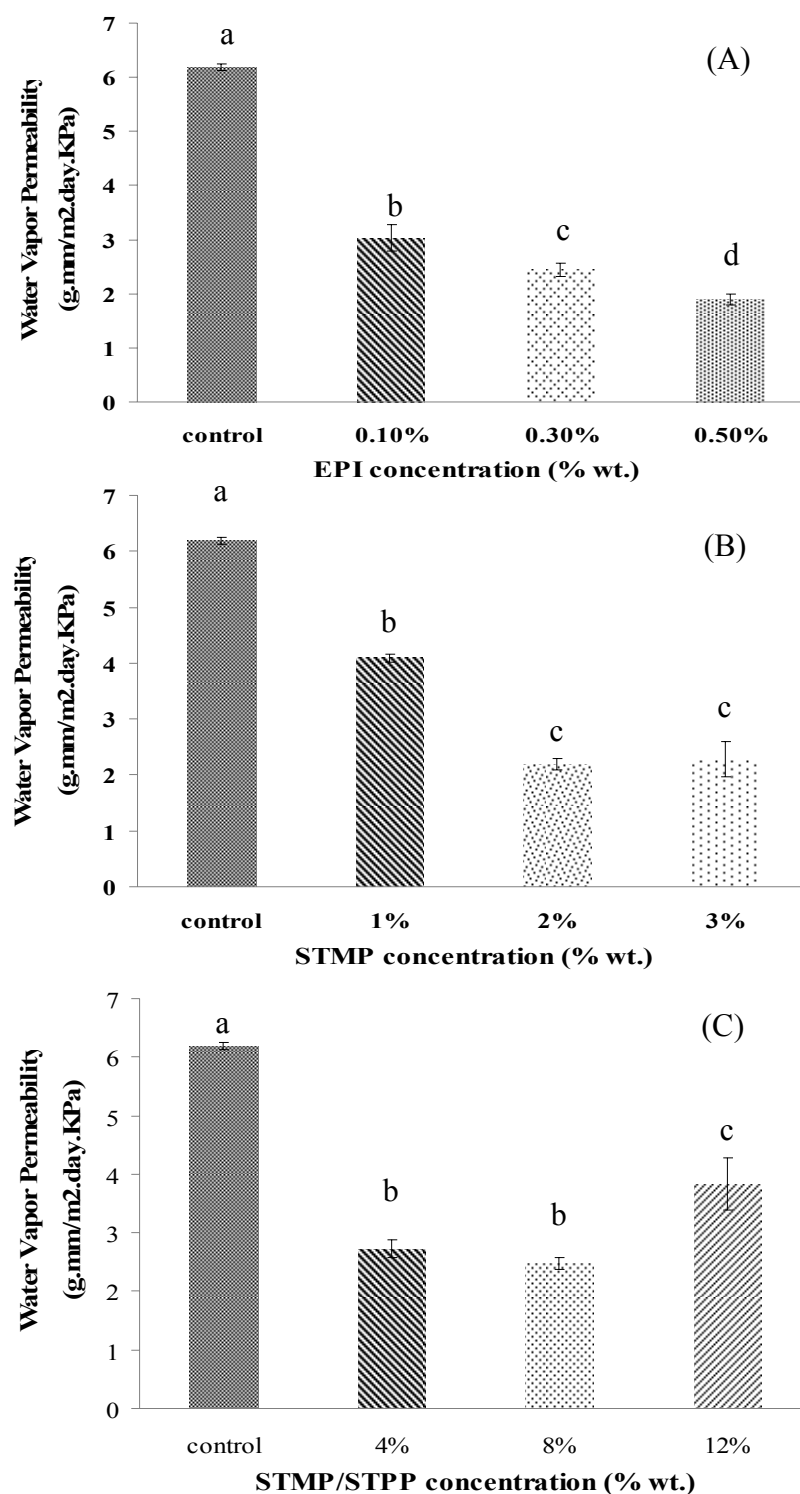 Water Vapor Permeability
(g.mm/m2.day.KPa)
7
6
5
4
3
2
1
0
a
b
c
d
(A)
control 0.10% 0.30% 0.50%
EPI concentration (% wt.)
Water Vapor Permeability
(g.mm/m2.day.KPa)
7
6
5
4
3
2
1
0
a
b
c
c
(B)
control 1% 2% 3%
STMP concentration (% wt.)
Water Vapor Permeability
(g.mm/m2.day.KPa)
7
6
5
4
3
2
1
0
a
b
b
c
(C)
control 4% 8% 12%
STMP/STPP concentration (% wt.)